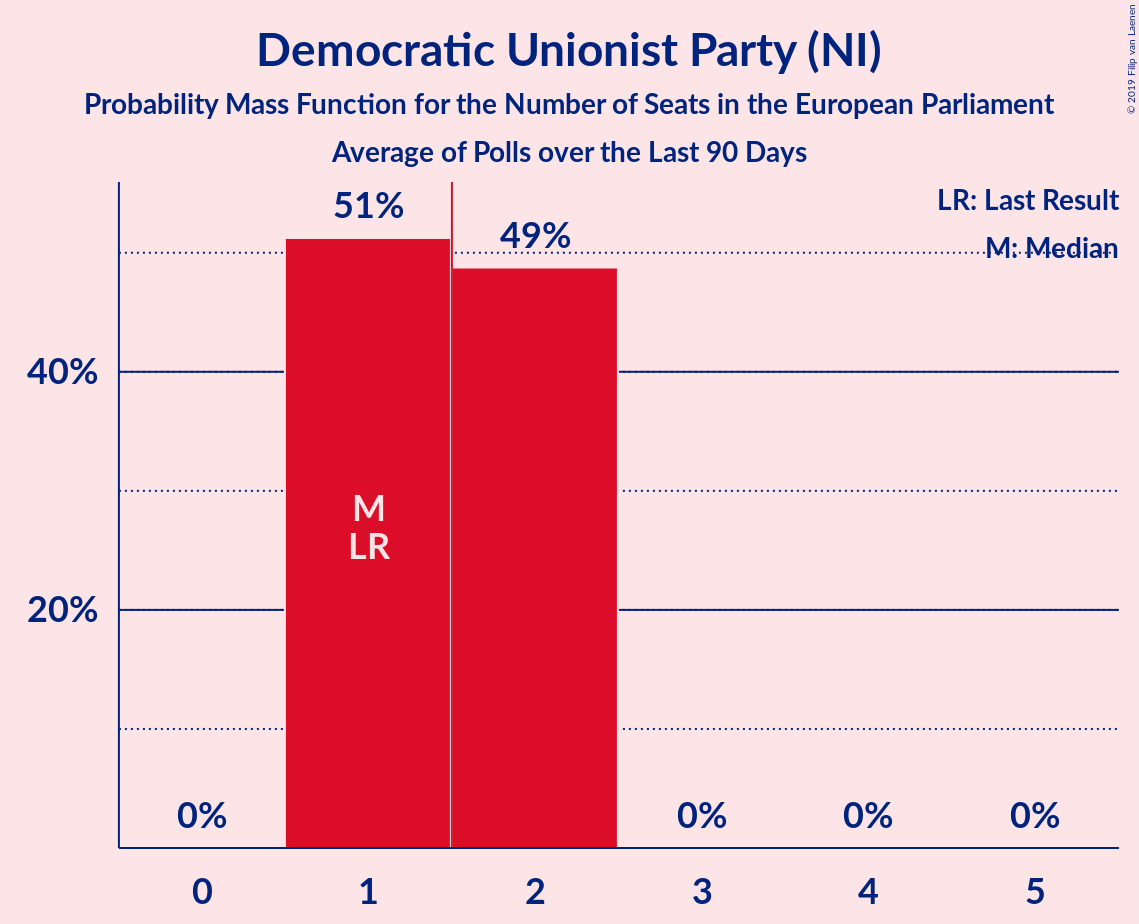 Democratic Unionist Party (NI)
Probability Mass Function for the Number of Seats in the European Parliament
Average of Polls over the Last 90 Days
© 2019 Filip van Laenen
LR: Last Result
M: Median
51%
49%
40%
20%
M
LR
0%
0%
0%
0%
0
1
2
3
4
5